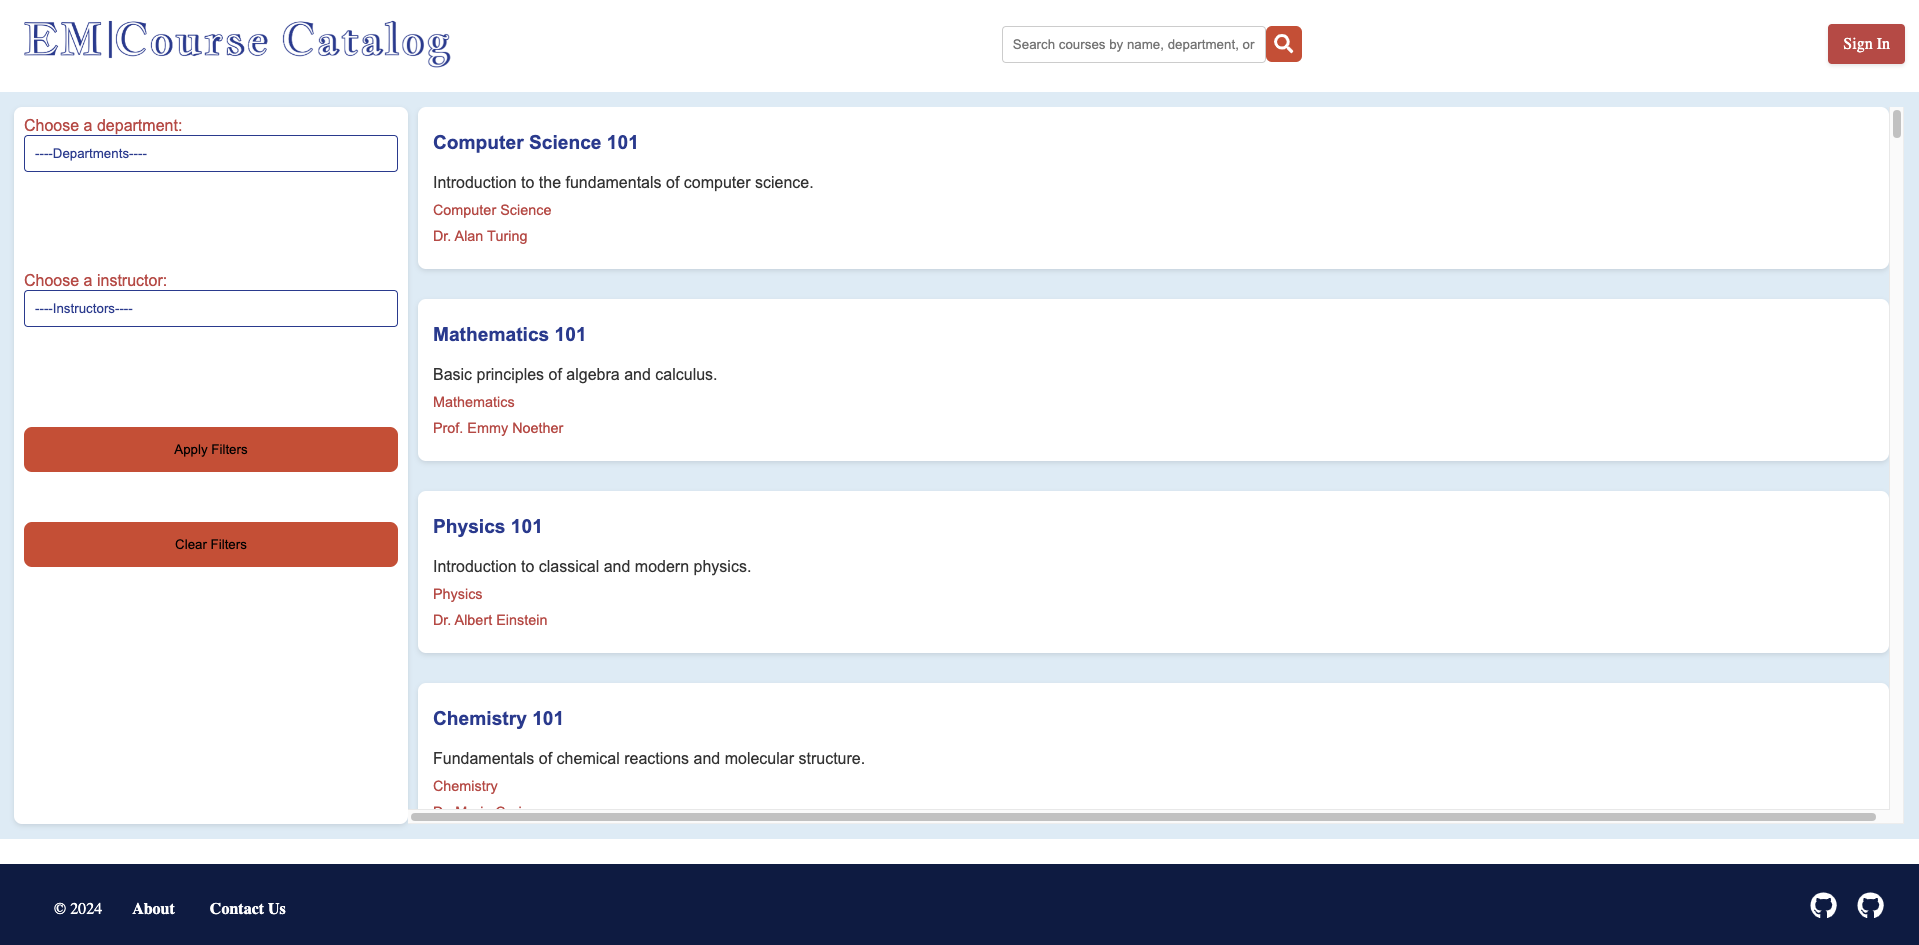 EM|Course Catalog
Search courses by name, department, or
Sign In
Choose a department:
----Departments----
Choose a instructor:
----Instructors----
Apply Filters
Clear Filters
Computer Science 101
Introduction to the fundamentals of computer science.
Computer Science
Dr. Alan Turing
Mathematics 101
Basic principles of algebra and calculus.
Mathematics
Prof. Emmy Noether
Physics 101
Introduction to classical and modern physics.
Physics
Dr. Albert Einstein
Chemistry 101
Fundamentals of chemical reactions and molecular structure.
Chemistry
© 2024
About
Contact Us